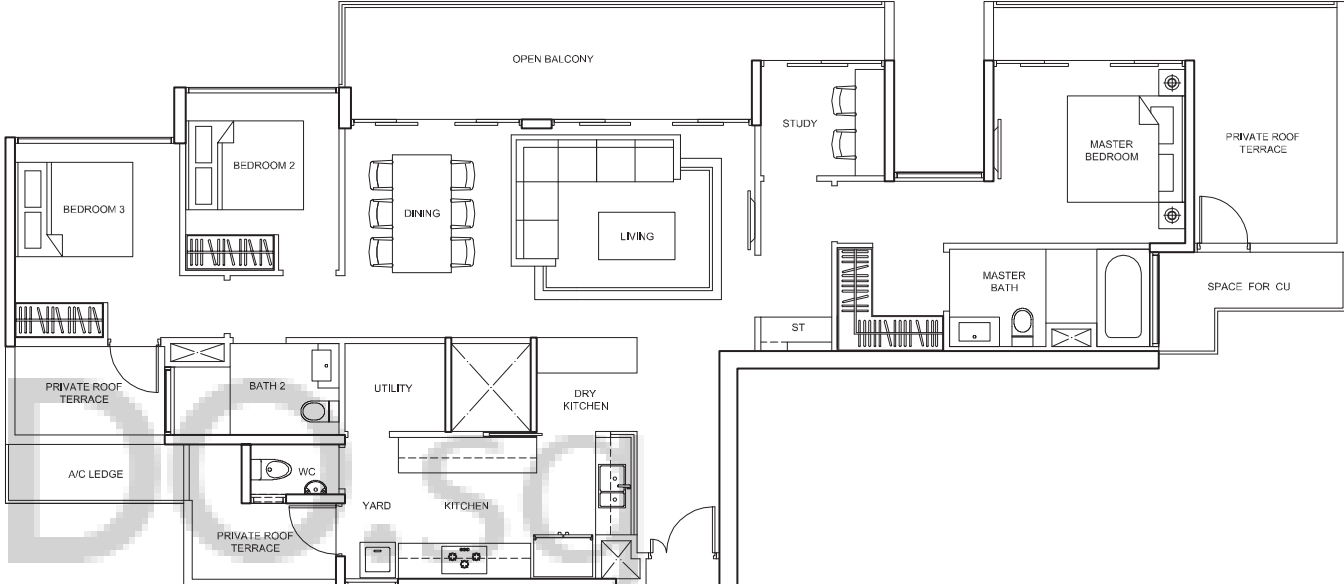 OPEN BALCONY
STUDY
MASTER
BEDROOM
PRIVATE ROOF
TERRACE
BEDROOM 2
BEDROOM 3
DINING
LIVING
MASTER
BATH
SPACE FOR CU
ST
PRIVATE ROOF
TERRACE
BATH 2
UTILITY
DRY
KITCHEN
A/C LEDGE
WC
YARD
KITCHEN
PRIVATE ROOF
TERRACE